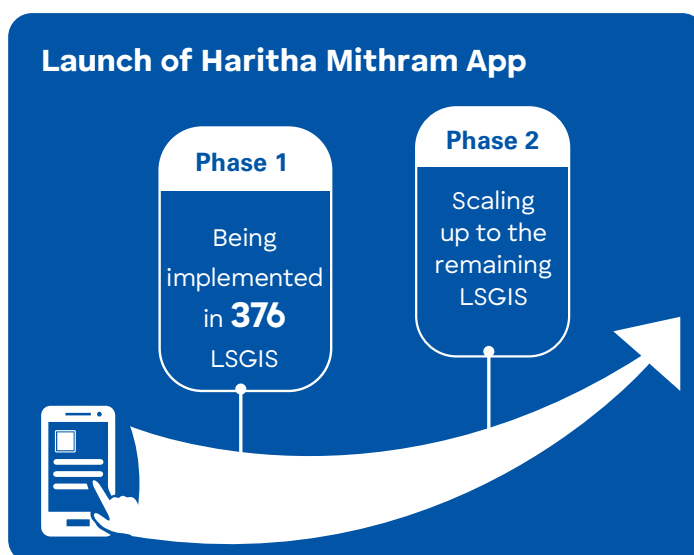 Launch of Haritha Mithram App
Phase 1
Being
implemented
in 376
LSGIS
Phase 2
Scaling
up to the
remaining
LSGIS